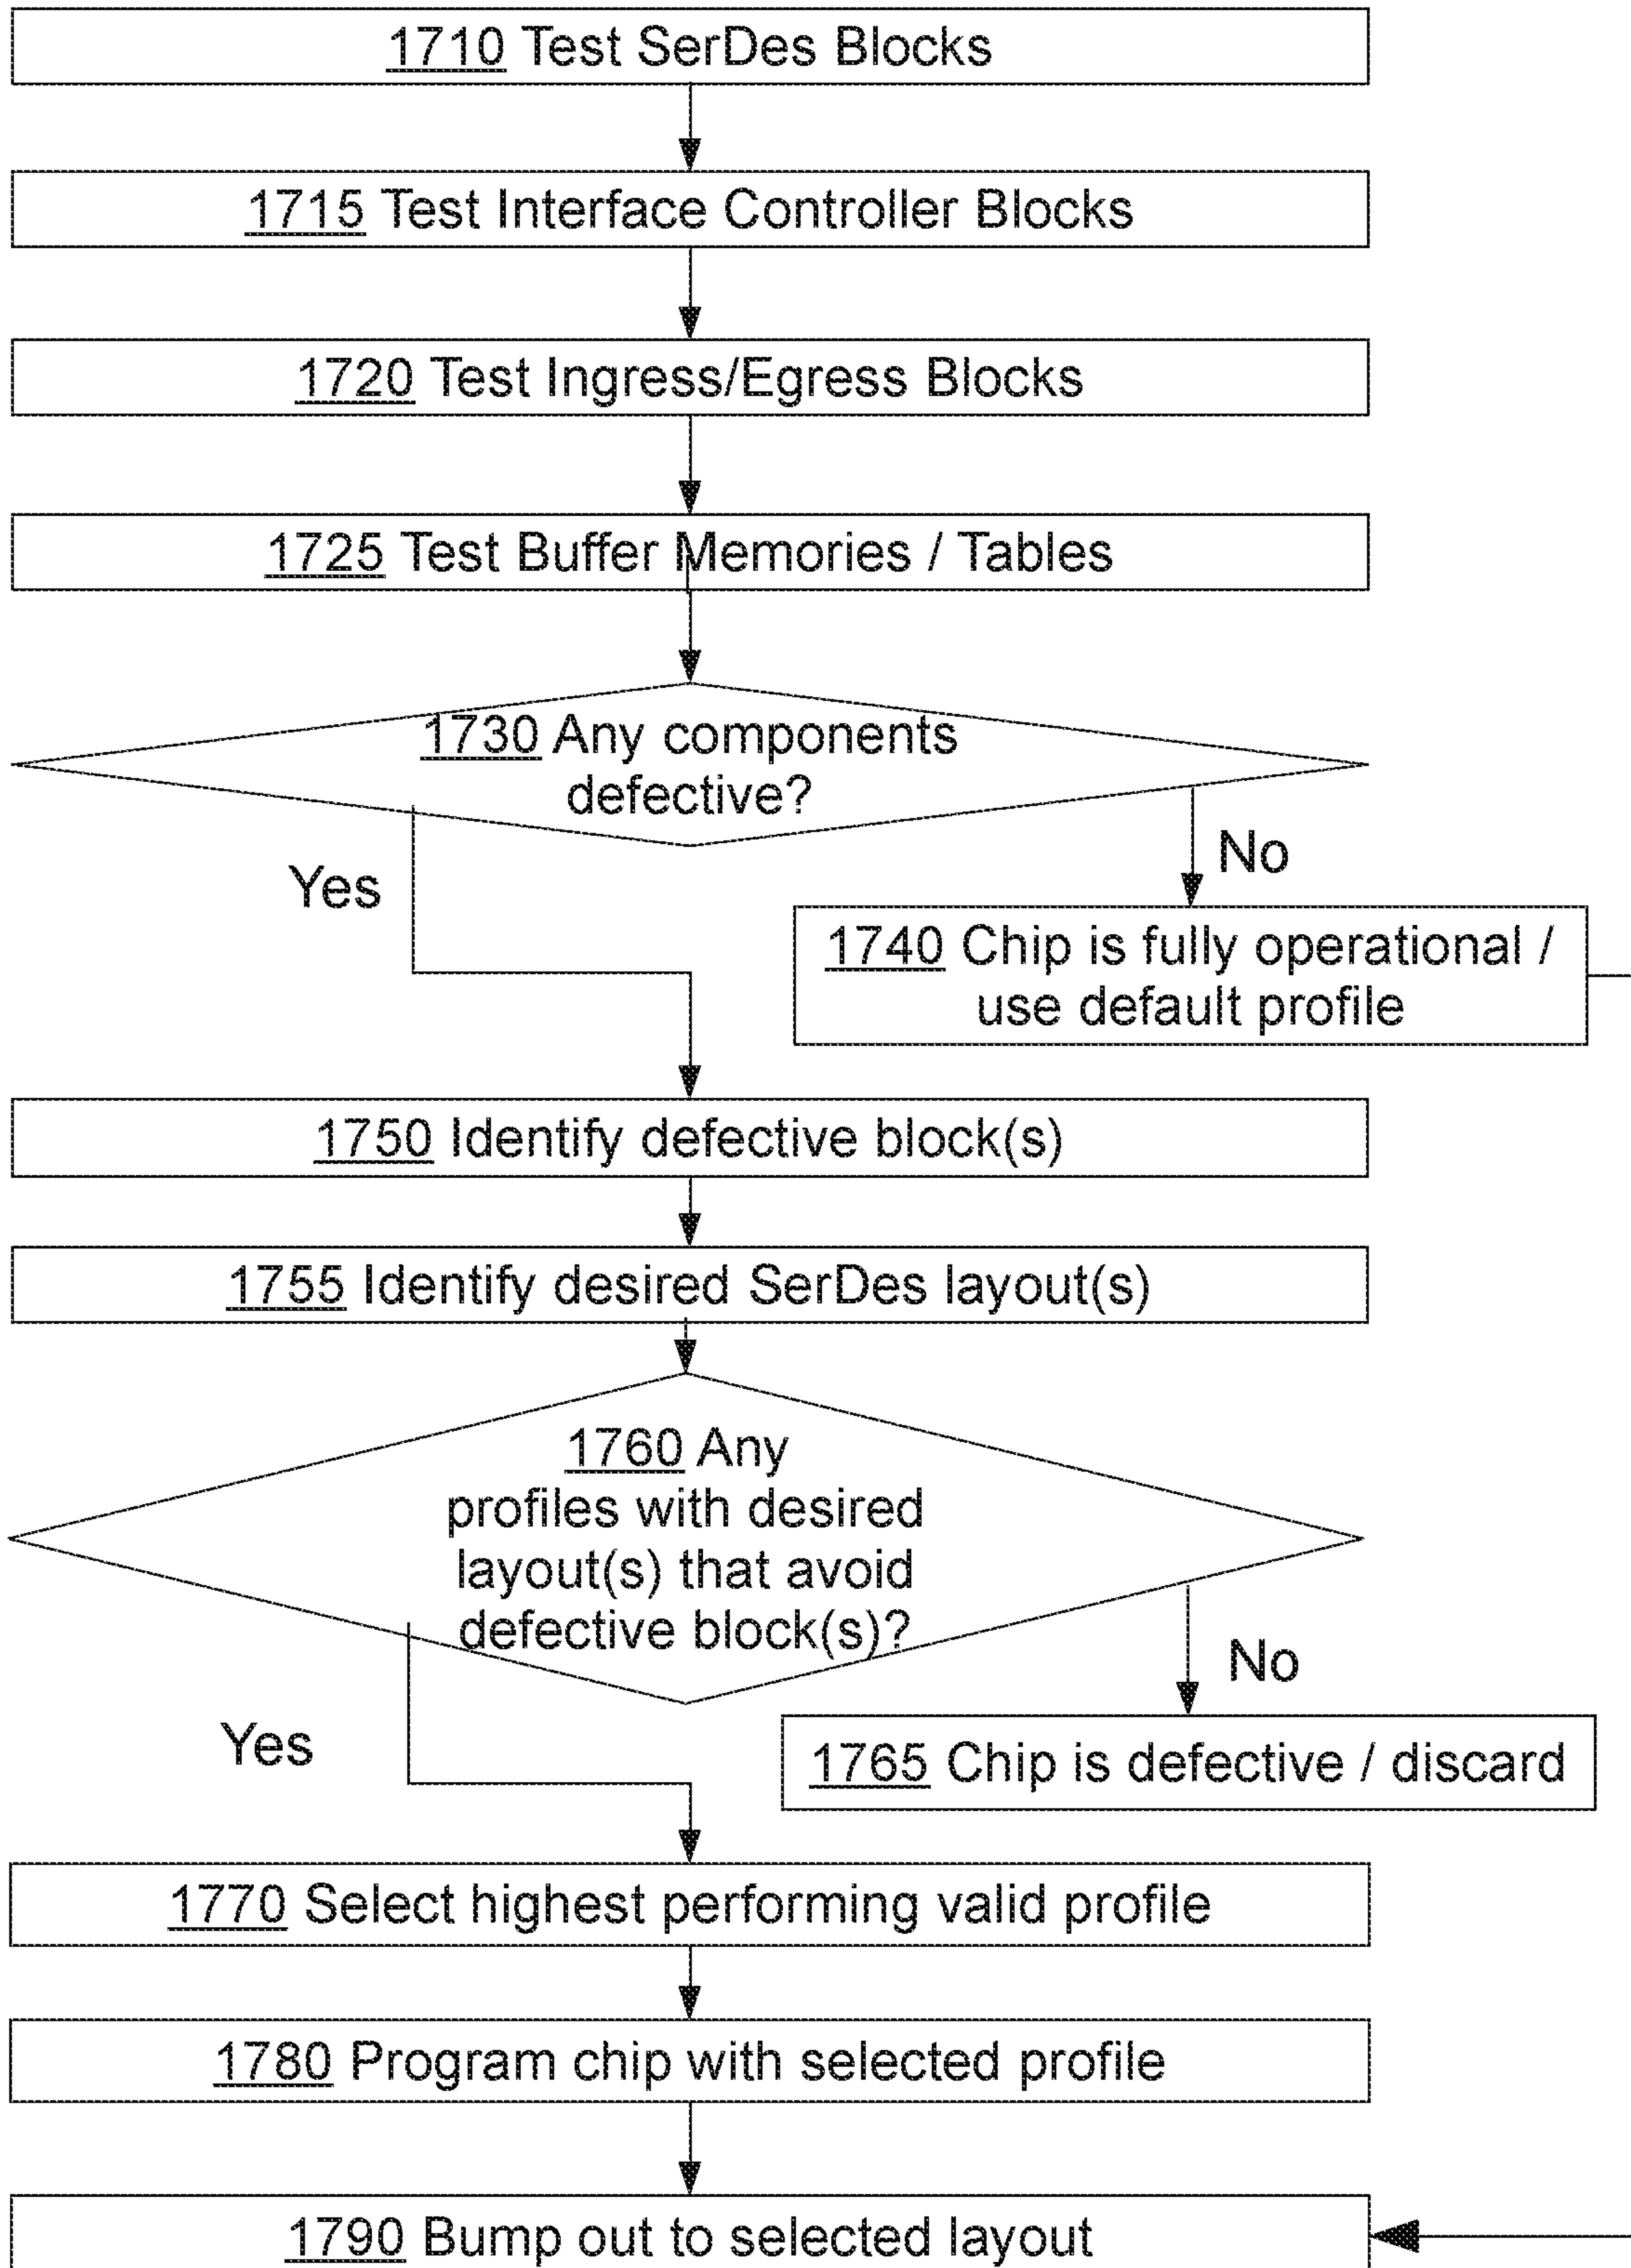 1710 Test SerDes Blocks
1715 Test Interface Controller Blocks
1720 Test Ingress/Egress Blocks
1725 Test Buffer Memories / Tables
1730 Any components
defective?
Yes
No
1740 Chip is fully operational /
use default profile
1750 Identify defective block(s)
1755 Identify desired SerDes layout(s)
1760 Any
profiles with desired
layout(s) that avoid
defective block(s)?
Yes
No
1765 Chip is defective / discard
1770 Select highest performing valid profile
1780 Program chip with selected profile
1790 Bump out to selected layout